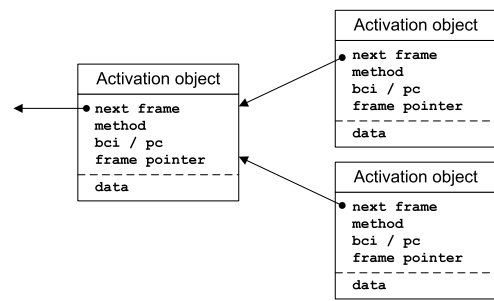 Activation object
next frame
method
bci / pc
frame pointer
data
Activation object
next frame
method
bci / pc
frame pointer
data
Activation object
next frame
method
bci / pc
frame pointer
data